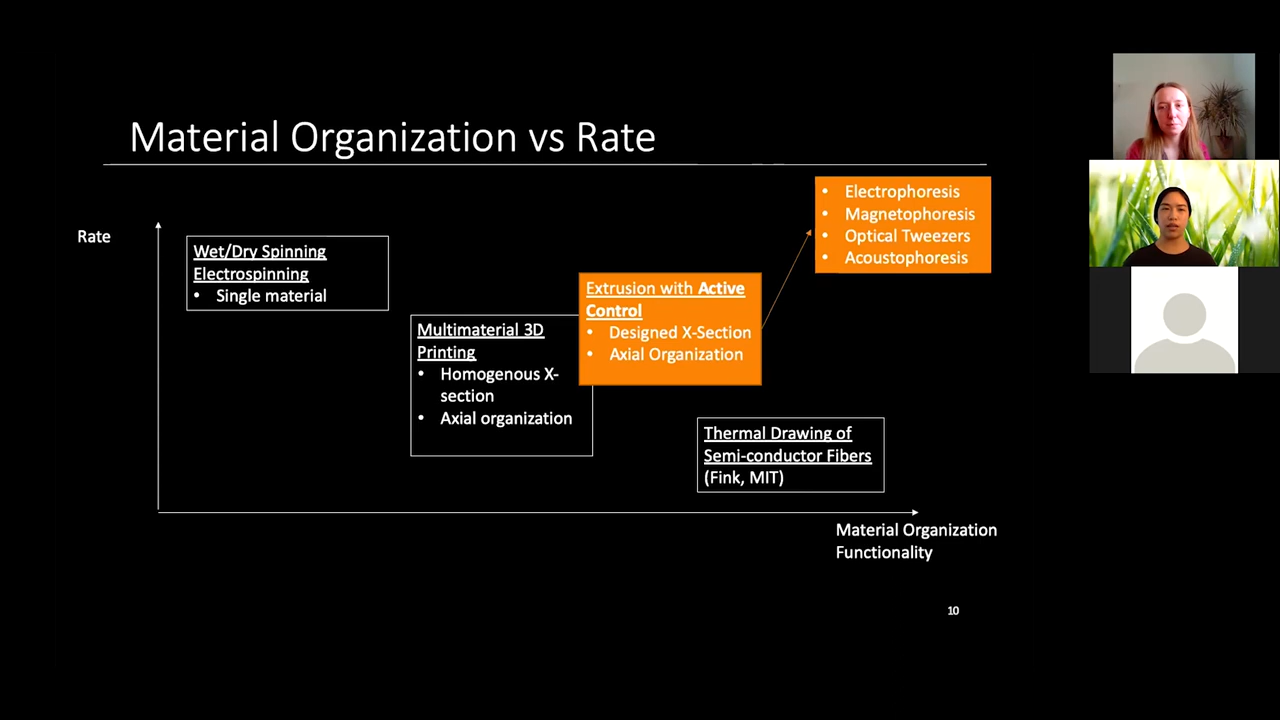 Material Organization vs Rate
Rate
Wet/Dry Spinning
Electrospinning
• Single material
Multimaterial 3D
Printing
• Homogenous X-
section
• Axial organization
Extrusion with Active
Control
• Designed X-Section
• Axial Organization
• Electrophoresis
• Magnetophoresis
• Optical Tweezers
• Acoustophoresis
Thermal Drawing of
Semi-conductor Fibers
(Fink, MIT)
Material Organization
Functionality
10